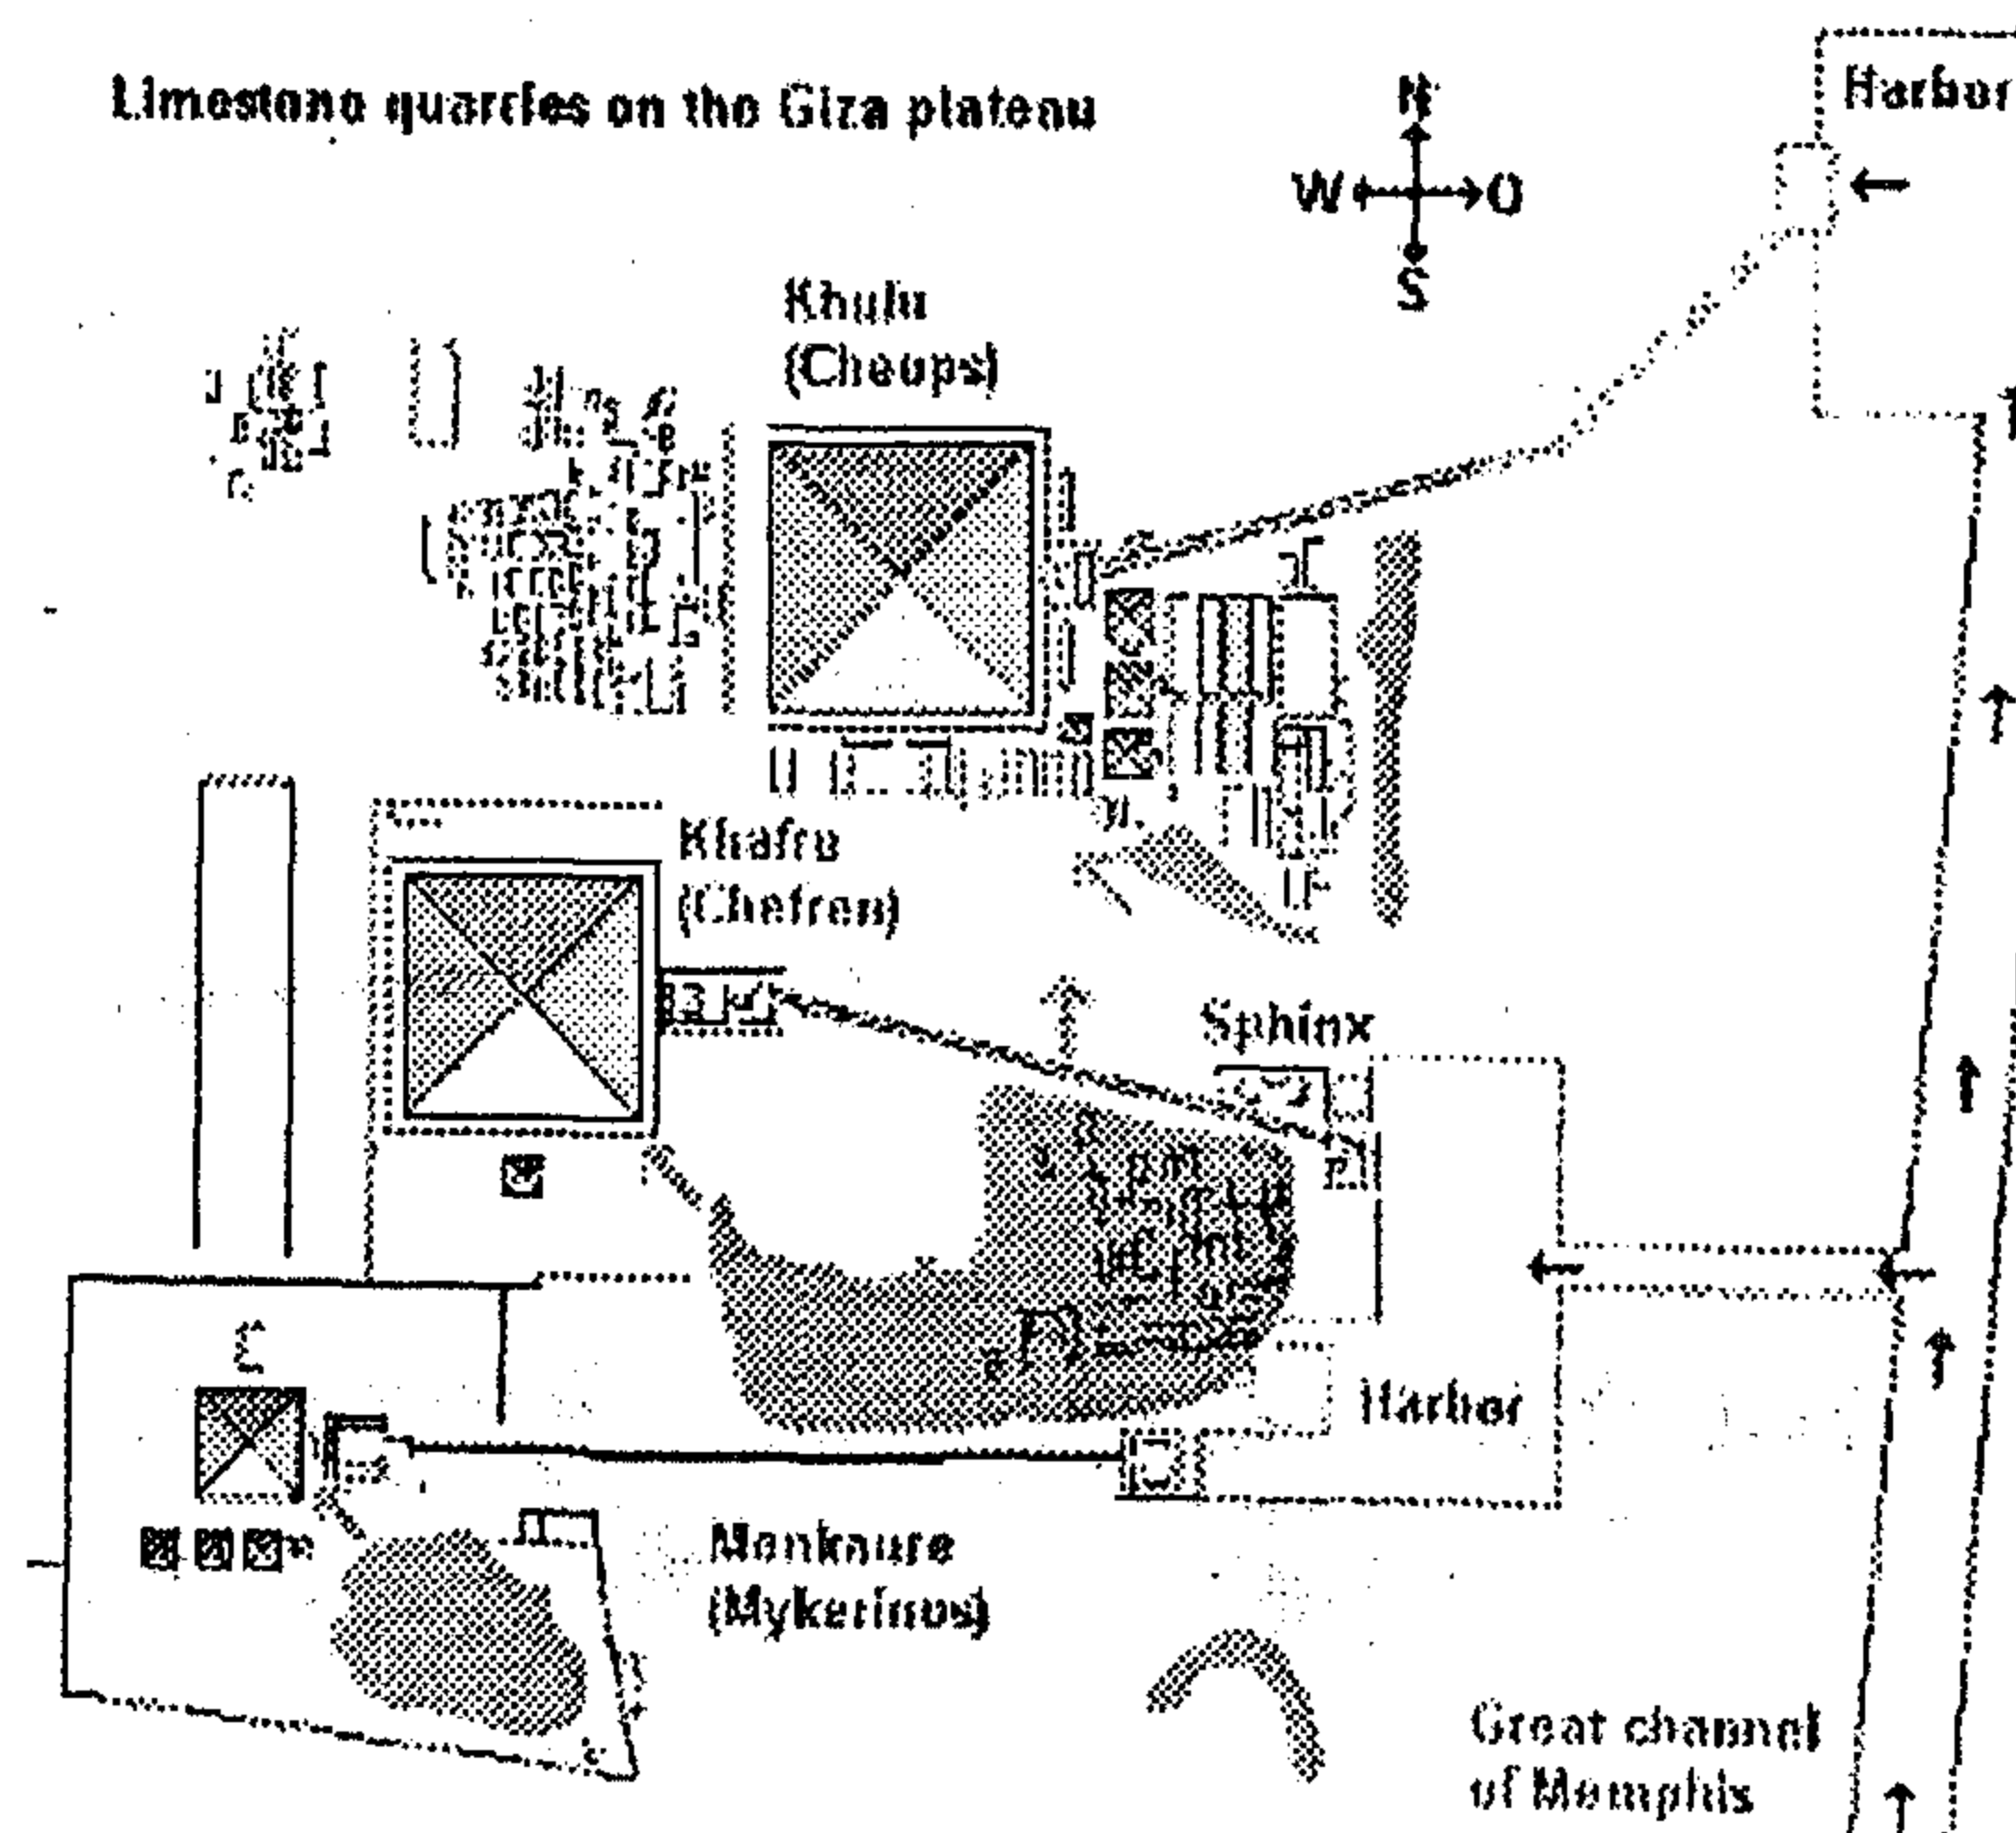 Limestone quarries on the Giza plateau
N
W O
S
Harbor
Khufu
(Cheops)
Khafre
(Chefren)
Sphinx
Harbor
Menkaure
(Mykerinos)
Great channel
of Memphis